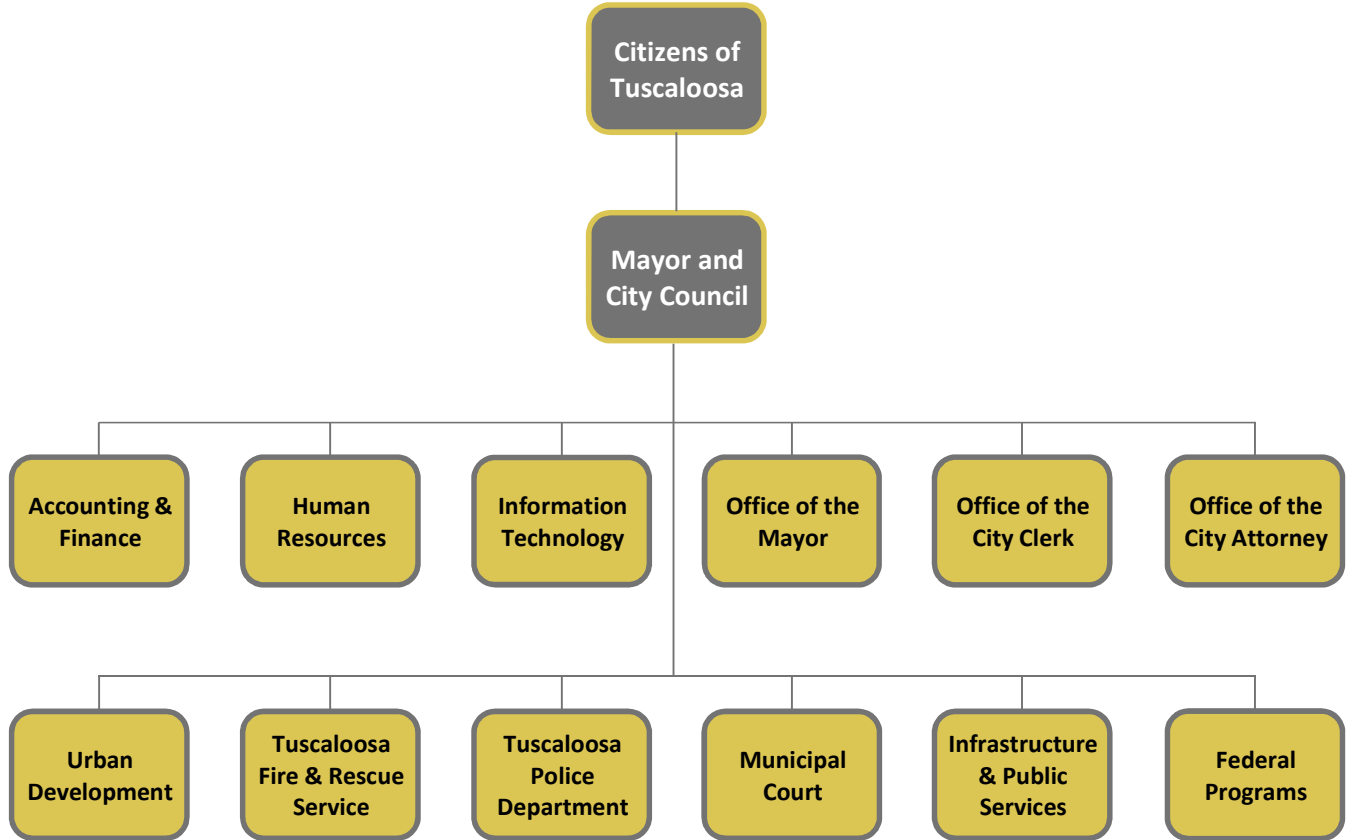 Citizens of
Tuscaloosa
Mayor and
City Council
Accounting &
Finance
Human
Resources
Information
Technology
Office of the
Mayor
Office of the
City Clerk
Office of the
City Attorney
Urban
Development
Tuscaloosa
Fire & Rescue
Service
Tuscaloosa
Police
Department
Municipal
Court
Infrastructure
& Public
Services
Federal
Programs